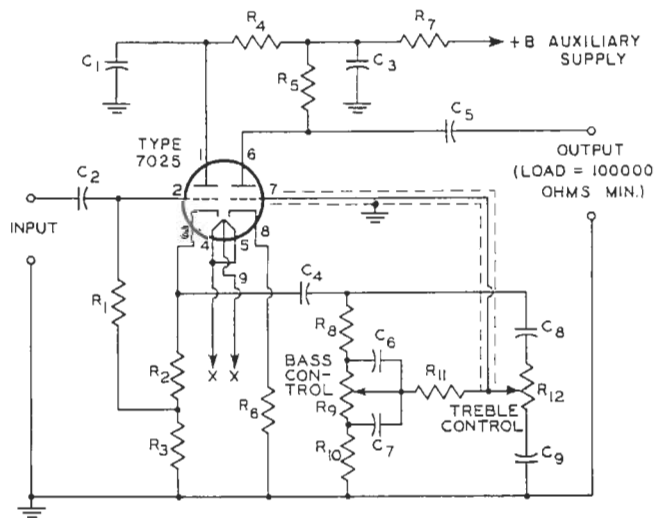 R4
R7
C1
C3
+B AUXILIARY
SUPPLY
R5
C5
TYPE
7025
1
6
OUTPUT
(LOAD = 100000
OHMS MIN.)
C2
2
7
INPUT
3
4
5
8
9
C4
R1
R8
C6
C8
BASS
CON-
TROL
R11
R2
X
X
R9
R12
R6
TREBLE
CONTROL
C7
R3
R10
C9